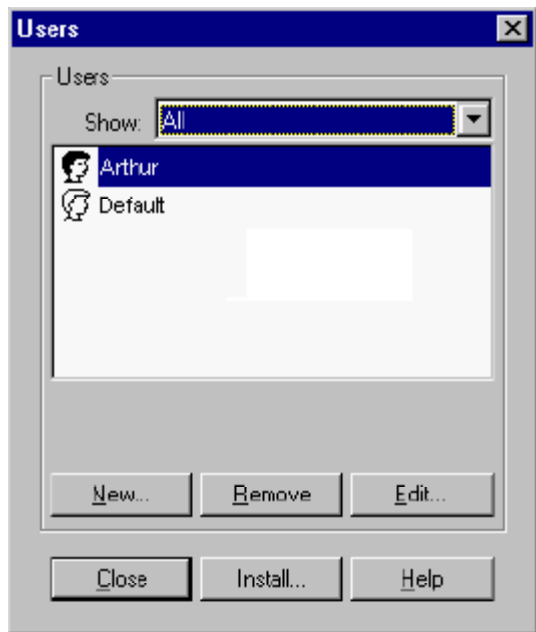 Users
Users
Show: All
Arthur
Default
New... Remove Edit...
Close Install... Help